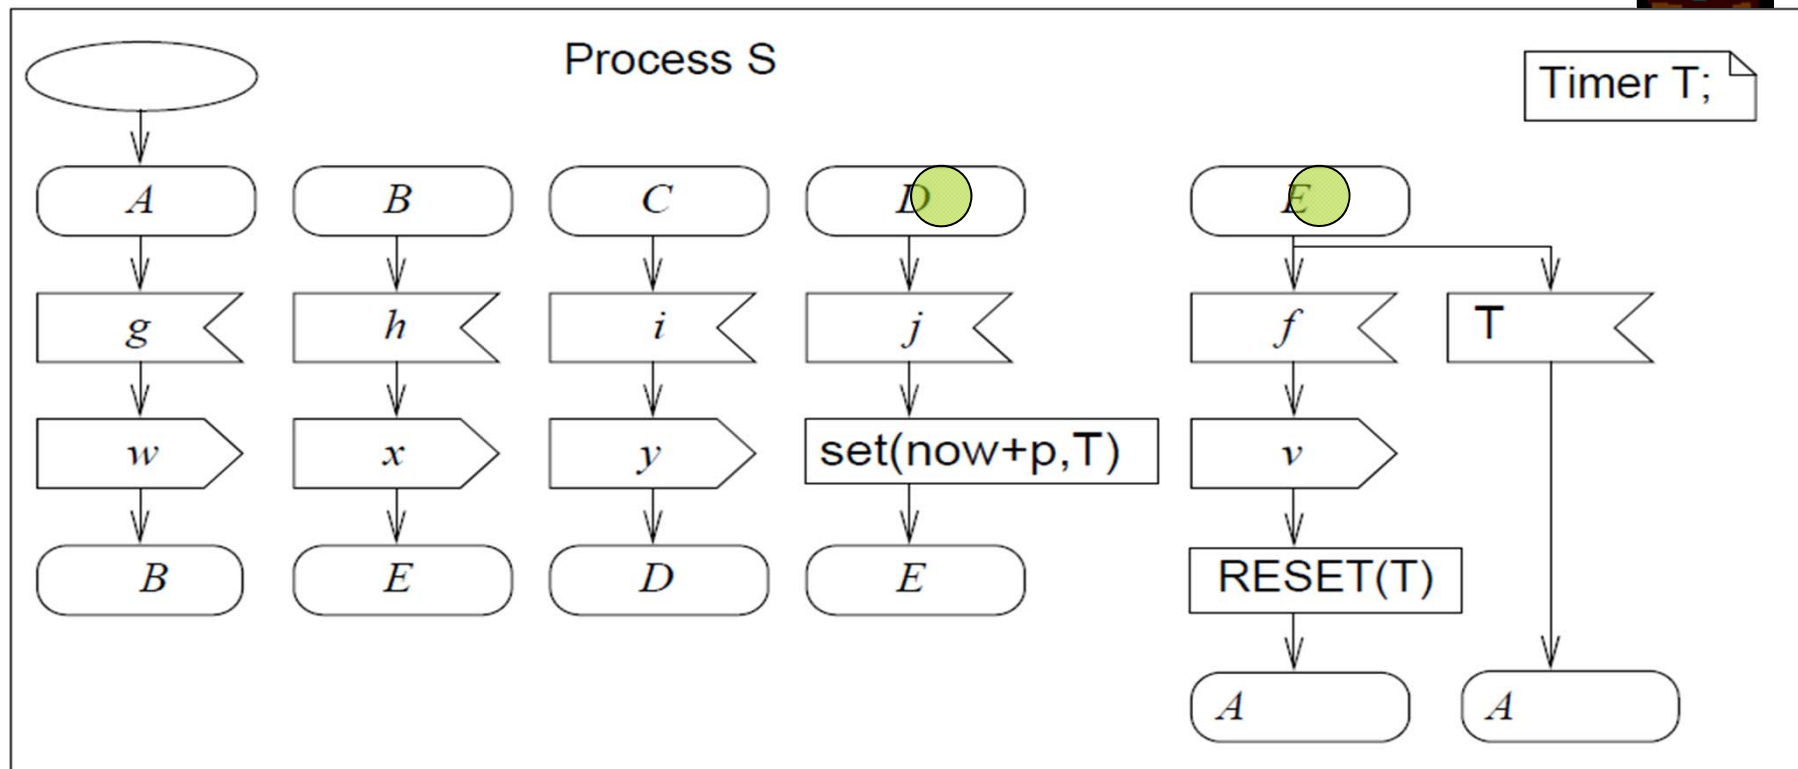 Process S
Timer T;
A B C D E
g h i j f T
w x y set(now+p,T) v
B E D E RESET(T)
A A